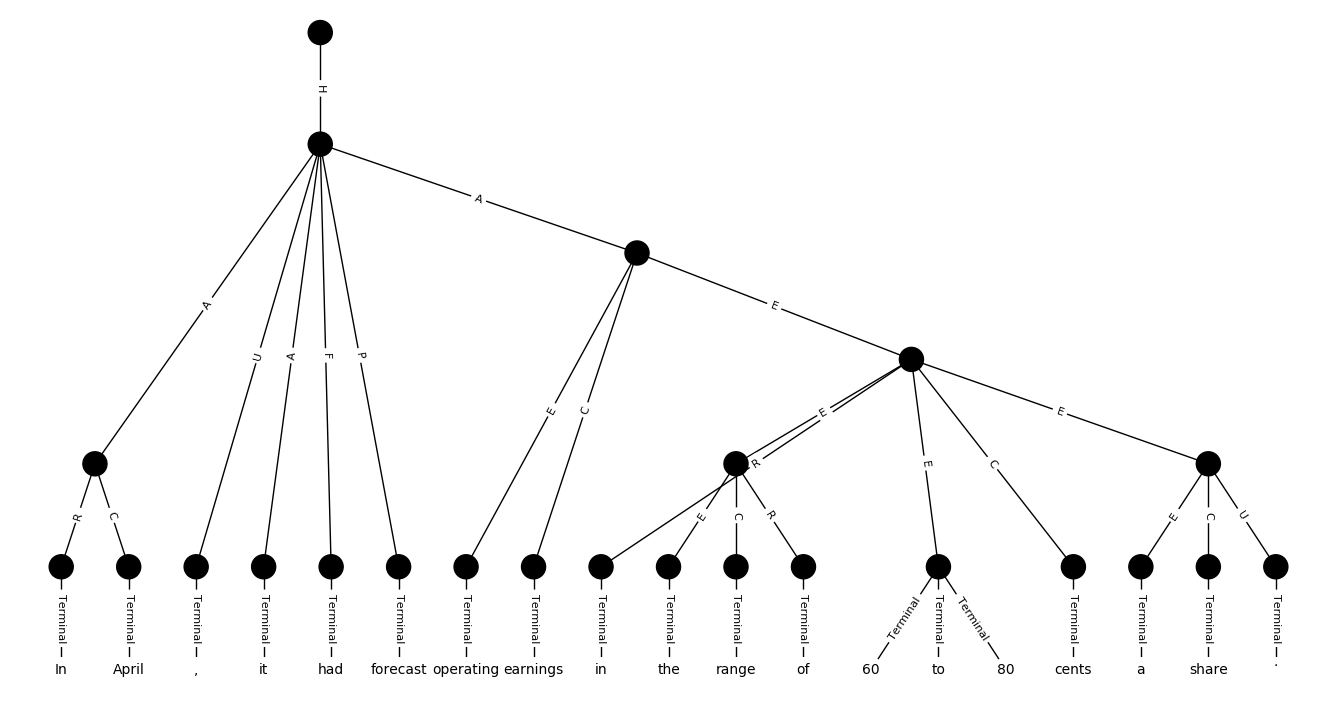 H
A
A
E
A
U
A
F
P
E
C
E
R
E
C
E
R
C
E
C
R
E
C
U
Terminal Terminal Terminal Terminal Terminal Terminal Terminal Terminal Terminal Terminal Terminal Terminal Terminal Terminal Terminal Terminal Terminal Terminal Terminal
In April , it had forecast operating earnings in the range of 60 to 80 cents a share .